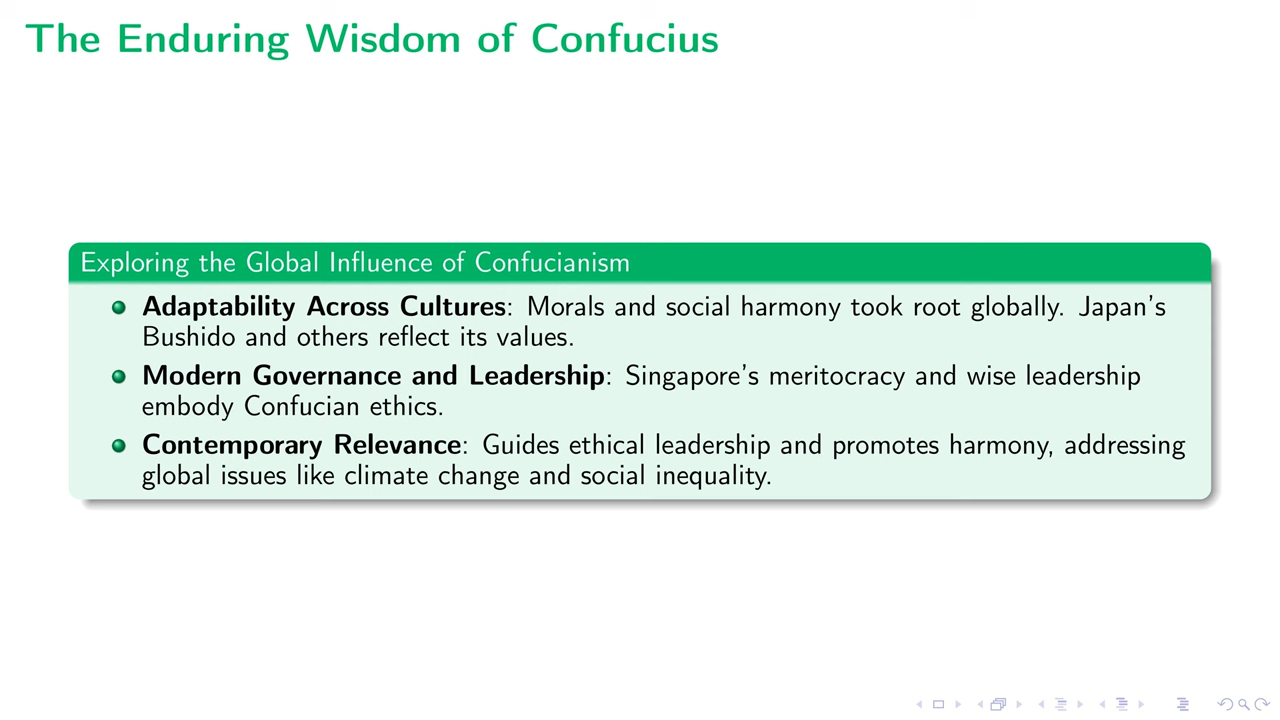 The Enduring Wisdom of Confucius
Exploring the Global Influence of Confucianism
Adaptability Across Cultures: Morals and social harmony took root globally. Japan's
Bushido and others reflect its values.
Modern Governance and Leadership: Singapore's meritocracy and wise leadership
embody Confucian ethics.
Contemporary Relevance: Guides ethical leadership and promotes harmony, addressing
global issues like climate change and social inequality.